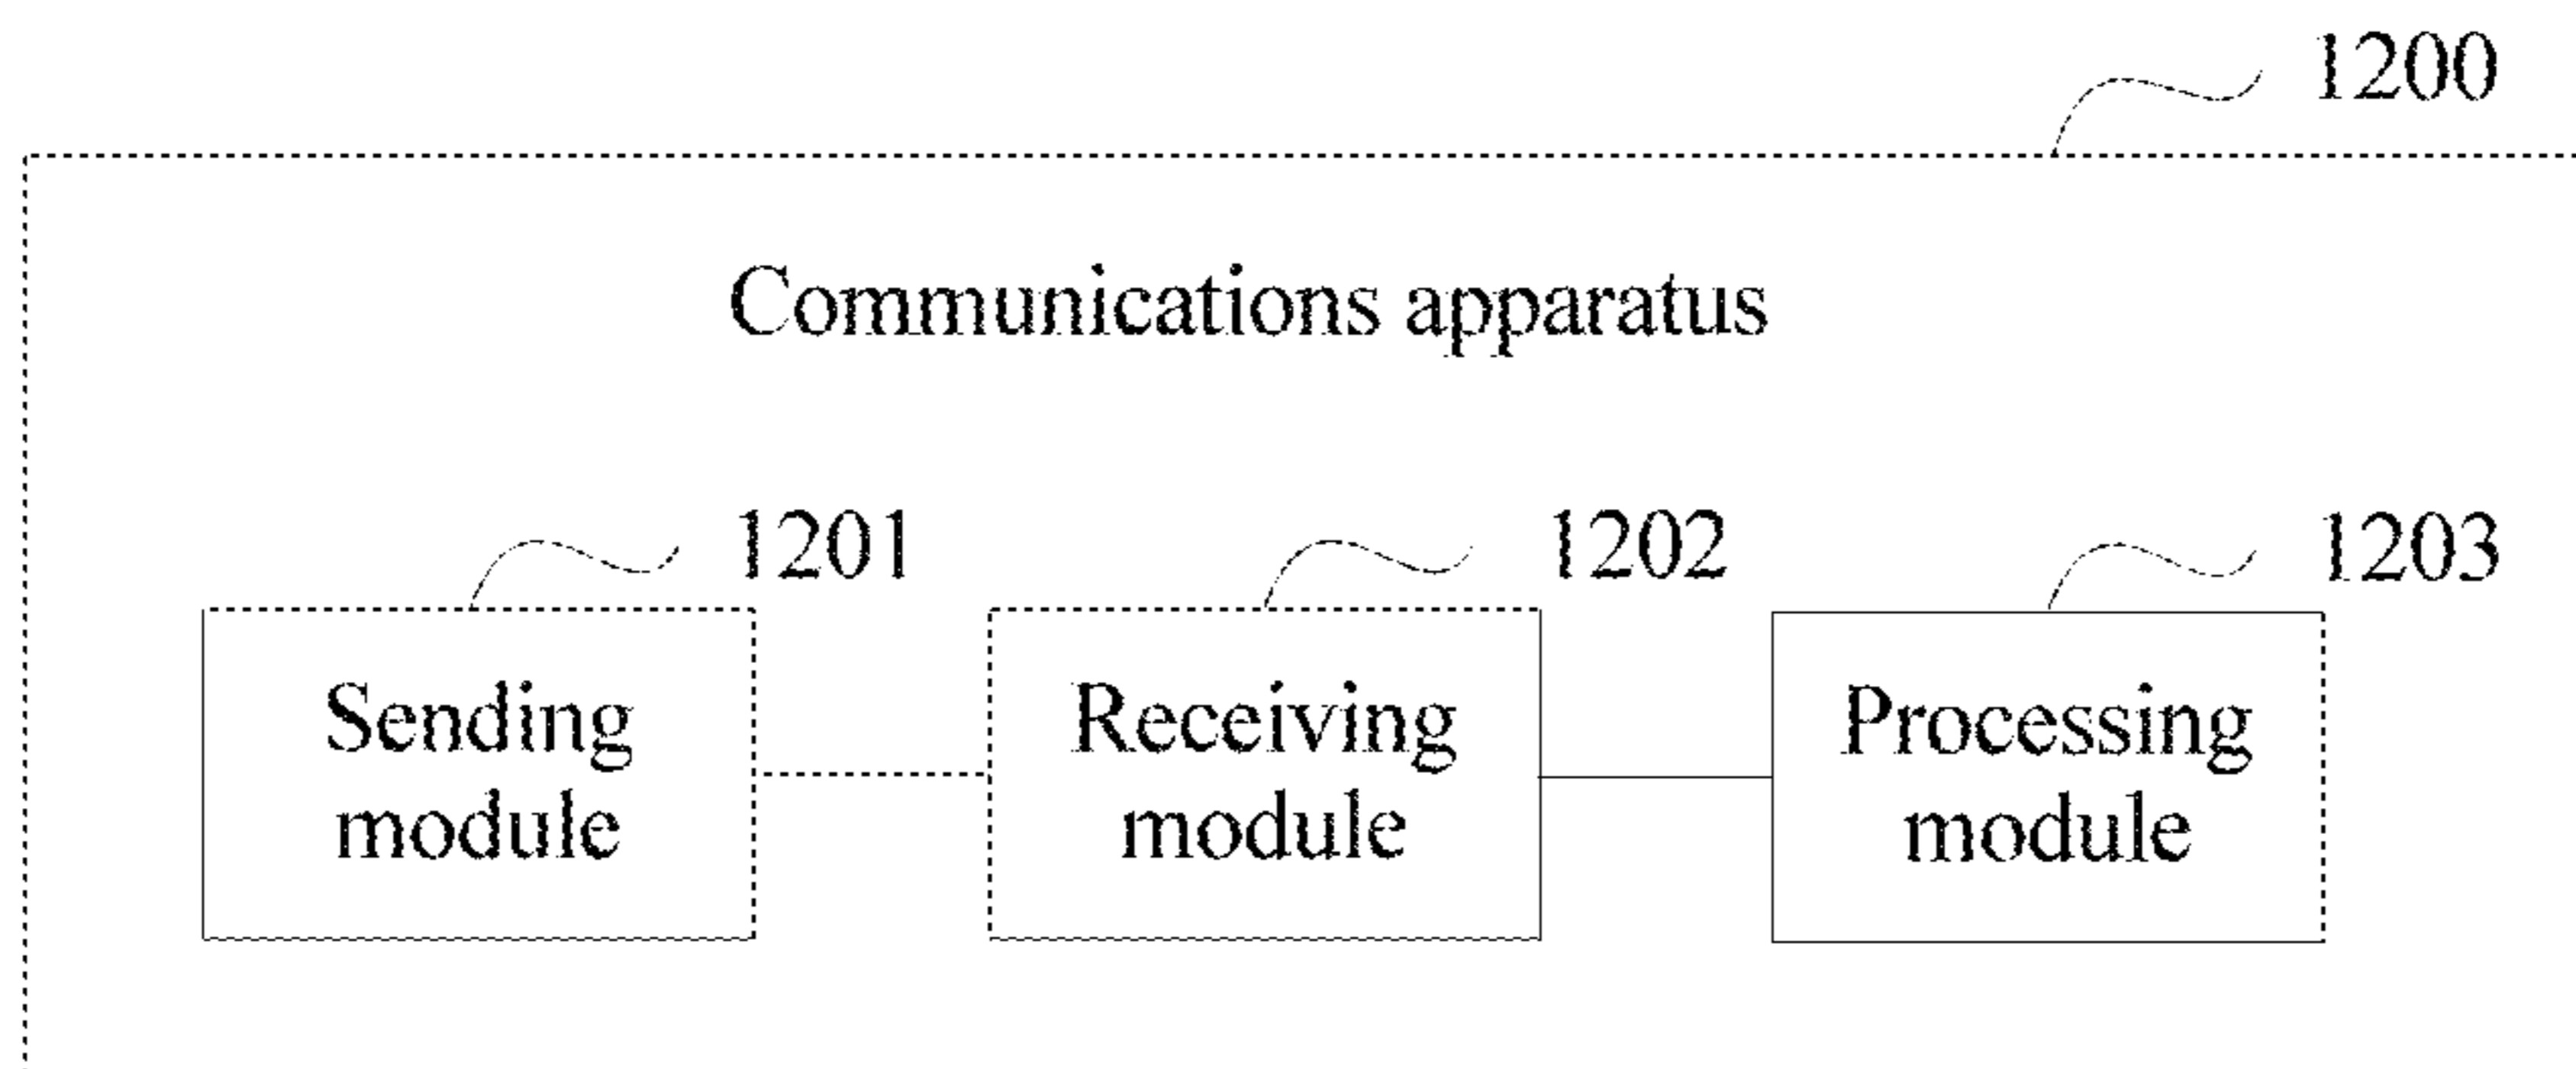 1200
Communications apparatus
1201
1202
1203
Sending
module
Receiving
module
Processing
module